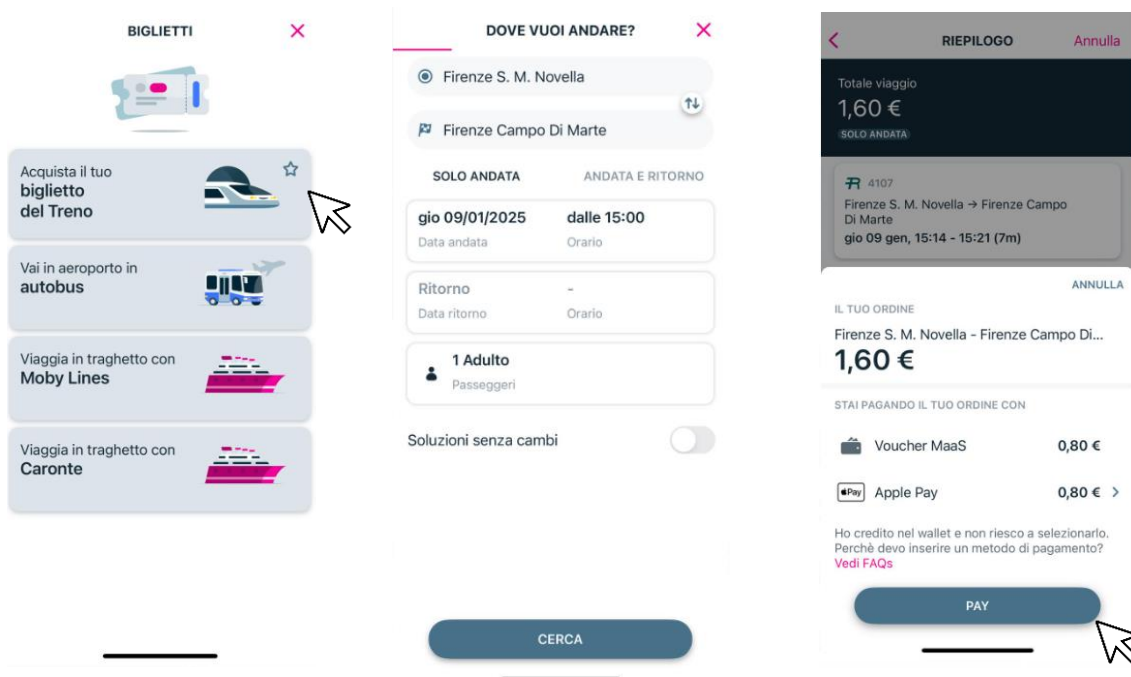 BIGLIETTI
Acquista il tuo
biglietto
del Treno
Vai in aeroporto in
autobus
Viaggia in traghetto con
Moby Lines
Viaggia in traghetto con
Caronte
DOVE VUOI ANDARE?
Firenze S. M. Novella
Firenze Campo Di Marte
SOLO ANDATA ANDATA E RITORNO
gio 09/01/2025 dalle 15:00
Data andata Orario
Ritorno -
Data ritorno Orario
1 Adulto
Passeggeri
Soluzioni senza cambi
CERCA
RIEPILOGO Annulla
Totale viaggio
1,60 €
SOLO ANDATA
4107
Firenze S. M. Novella → Firenze Campo
Di Marte
gio 09 gen, 15:14 - 15:21 (7m)
ANNULLA
IL TUO ORDINE
Firenze S. M. Novella - Firenze Campo Di...
1,60 €
STAI PAGANDO IL TUO ORDINE CON
Voucher MaaS 0,80 €
Pay Apple Pay 0,80 €
Ho credito nel wallet e non riesco a selezionarlo.
Perchè devo inserire un metodo di pagamento?
Vedi FAQs
PAY